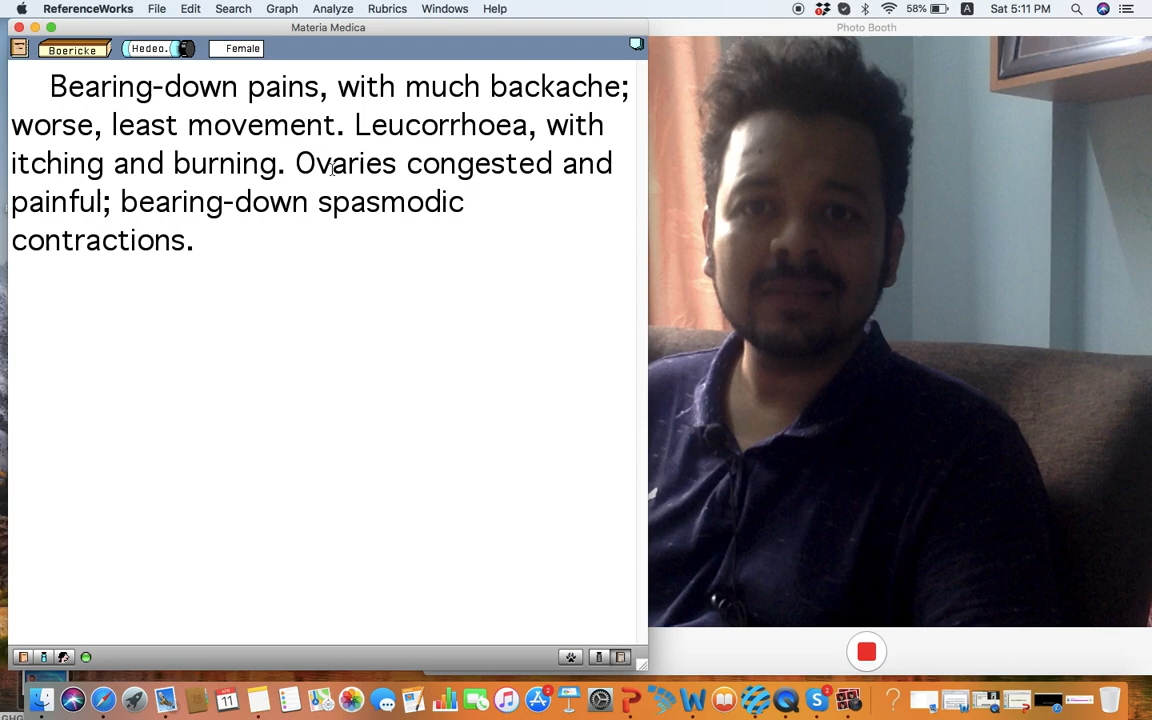 ReferenceWorks File Edit Search Graph Analyze Rubrics Windows Help 58% A Sat 5:11 PM
Materia Medica
Photo Booth
Boericke Hedeo. Female
Bearing-down pains, with much backache;
worse, least movement. Leucorrhoea, with
itching and burning. Ovaries congested and
painful; bearing-down spasmodic
contractions.